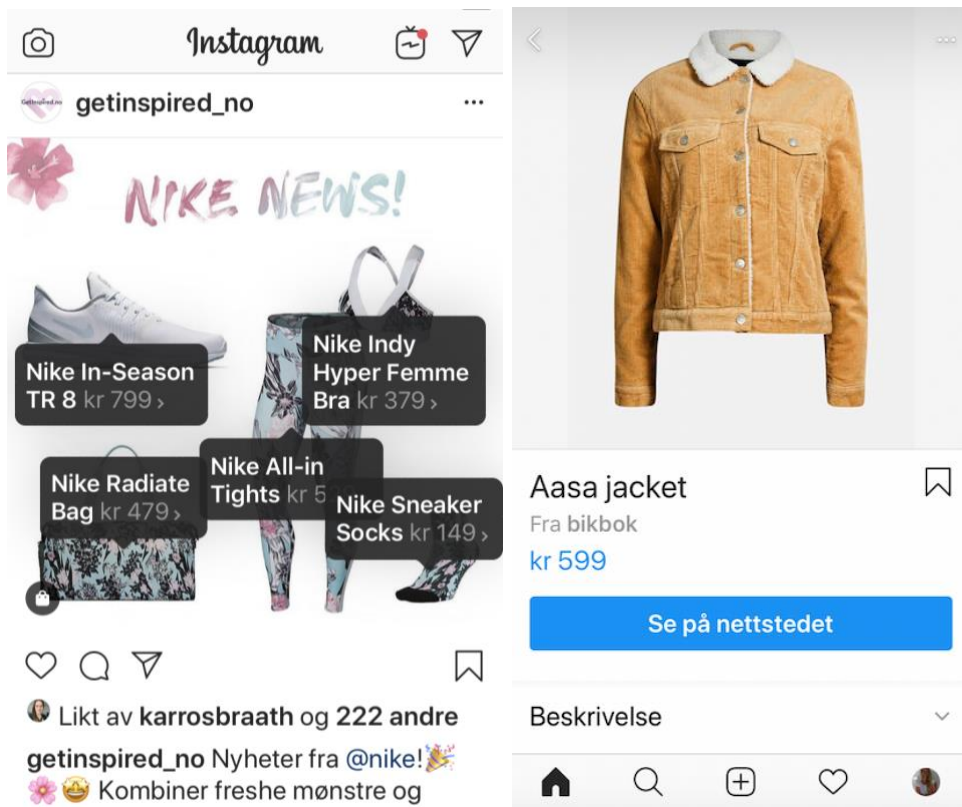 Instagram
getinspired_no
NIKE NEWS!
Nike In-Season
TR 8 kr 799 ›
Nike Indy
Hyper Femme
Bra kr 379 ›
Nike Radiate
Bag kr 479 ›
Nike All-in
Tights kr 5
Nike Sneaker
Socks kr 149 ›
Likt av karrosbraath og 222 andre
getinspired_no Nyheter fra @nike!🎉
🌸🤩 Kombiner freshe mønstre og
Aasa jacket
Fra bikbok
kr 599
Se på nettstedet
Beskrivelse